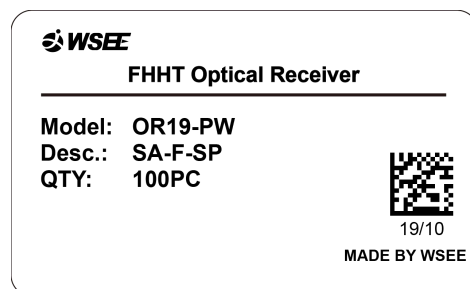 WSEE
FHHT Optical Receiver
Model: OR19-PW
Desc.: SA-F-SP
QTY: 100PC
19/10
MADE BY WSEE